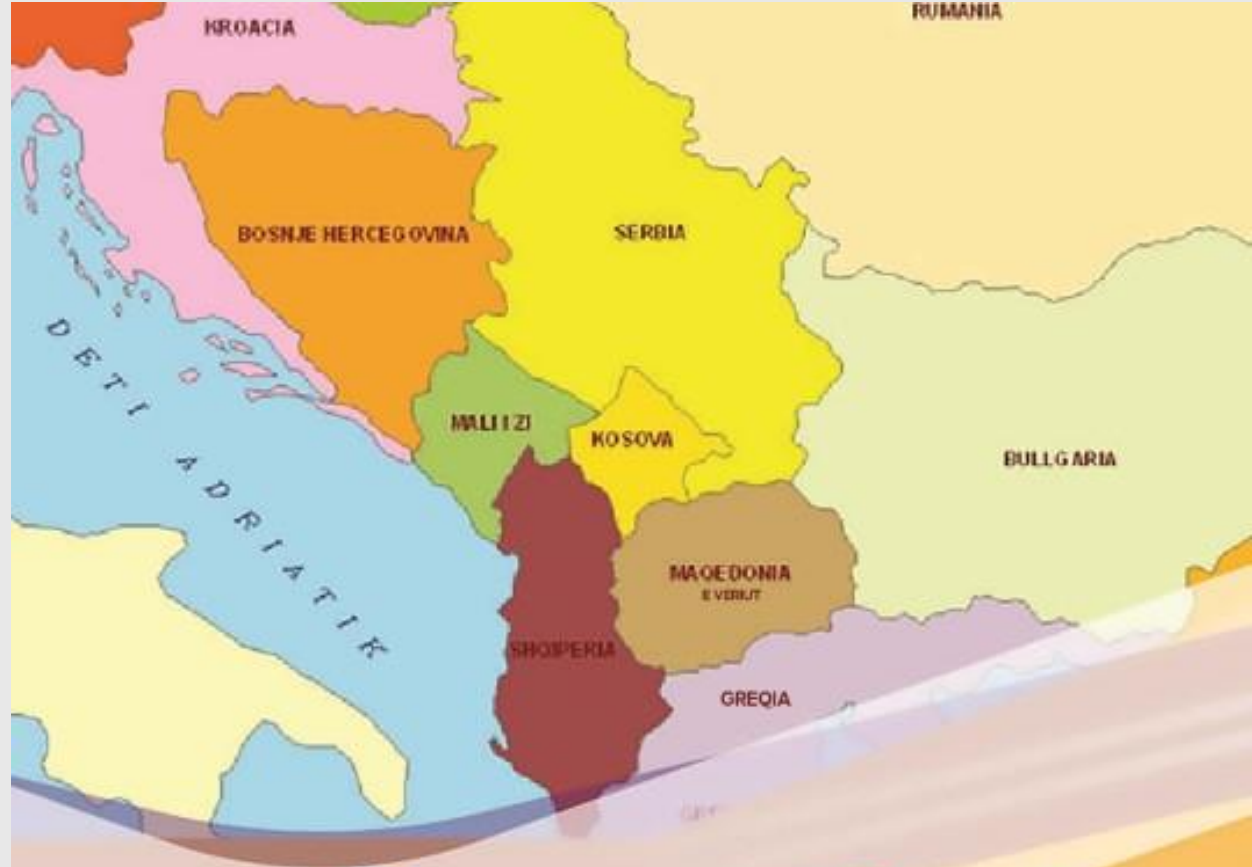 RUMANIA
KROACIA
BOSNJE HERCEGOVINA
SERBIA
DETI ADRIATIK
MALI I ZI
KOSOVA
BULLGARIA
MAQEDONIA
E VERIUT
SHQIPERIA
GREQIA